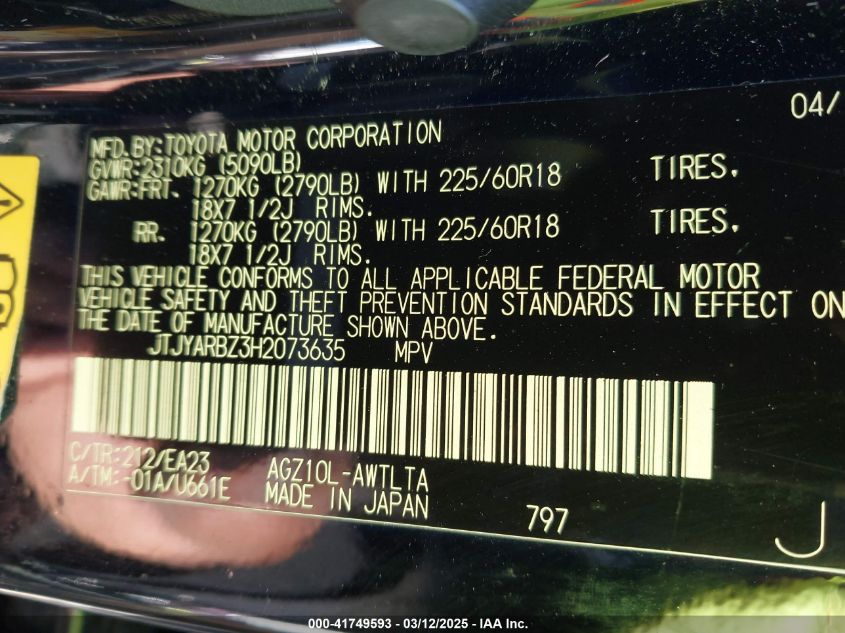 04/
MFD. BY: TOYOTA MOTOR CORPORATION
GVWR: 2310KG (5090LB)
GAWR: FRT. 1270KG (2790LB) WITH 225/60R18 TIRES.
18X7 1/2J RIMS.
RR. 1270KG (2790LB) WITH 225/60R18 TIRES.
18X7 1/2J RIMS.
THIS VEHICLE CONFORMS TO ALL APPLICABLE FEDERAL MOTOR
VEHICLE SAFETY AND THEFT PREVENTION STANDARDS IN EFFECT ON
THE DATE OF MANUFACTURE SHOWN ABOVE.
JTJYARBZ3H2073635 MPV
C/TR: 212/EA23 AGZ10L-AWTLTA
A/TM: -01A/U661E MADE IN JAPAN 797
J
000-41749593 - 03/12/2025 - IAA Inc.